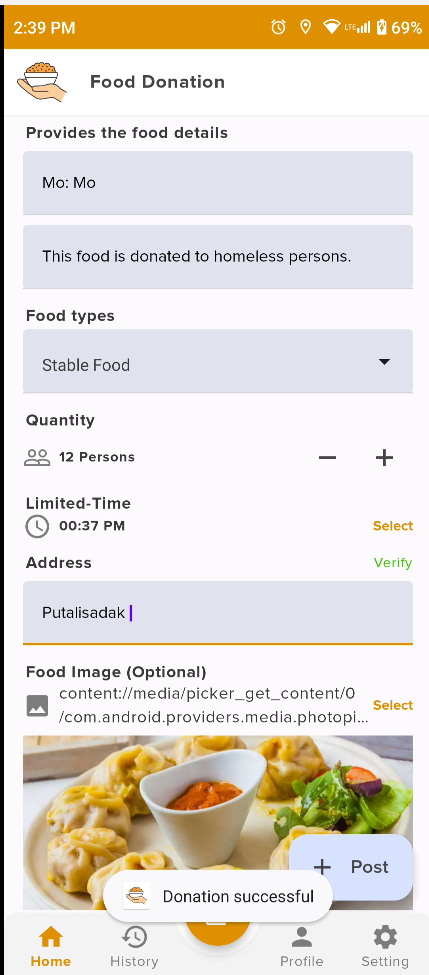 2:39 PM
LTE
69%
Food Donation
Provides the food details
Mo: Mo
This food is donated to homeless persons.
Food types
Stable Food
Quantity
12 Persons
Limited-Time
00:37 PM
Select
Address
Verify
Putalisadak
Food Image (Optional)
content://media/picker_get_content/0
/com.android.providers.media.photopi...
Select
+ Post
Donation successful
Home
History
Profile
Setting